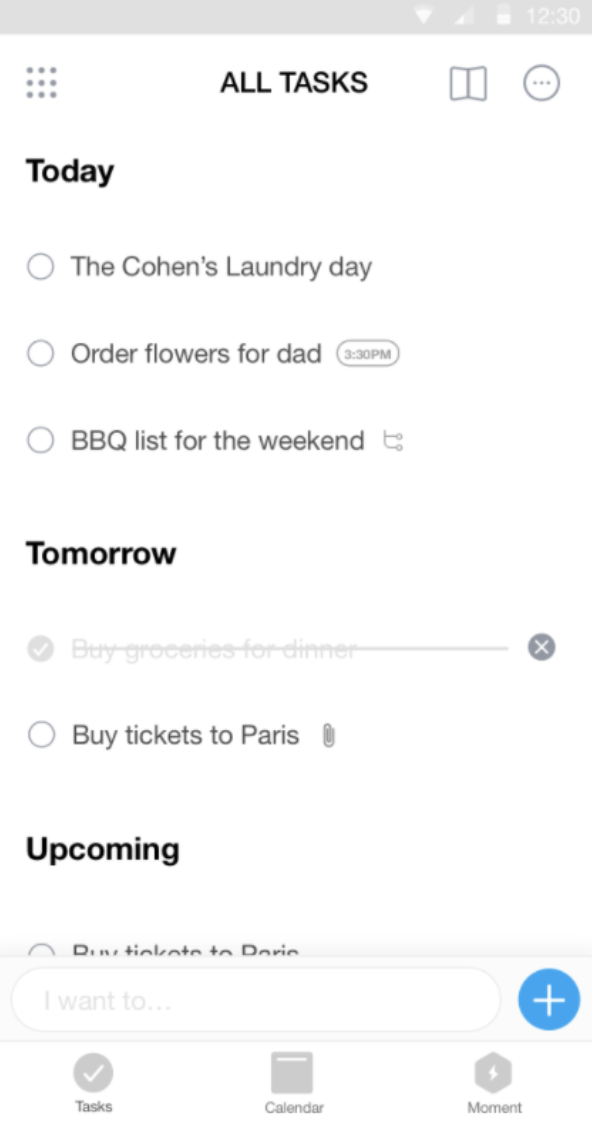 12:30
ALL TASKS
Today
The Cohen's Laundry day
Order flowers for dad 3:30PM
BBQ list for the weekend
Tomorrow
Buy groceries for dinner
Buy tickets to Paris
Upcoming
Buy tickets to Paris
I want to...
Tasks Calendar Moment